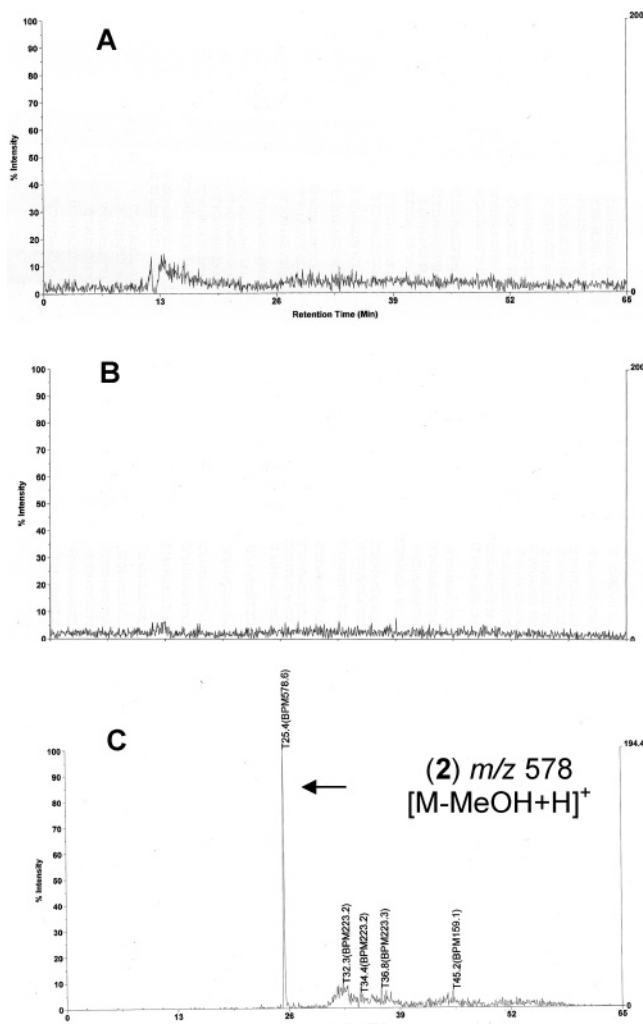 A
% Intensity
100
90
80
70
60
50
40
30
20
10
0
200
0
0 13 26 39 52 65
Retention Time (Min)
B
% Intensity
100
90
80
70
60
50
40
30
20
10
0
200
0
C
% Intensity
100
90
80
70
60
50
40
30
20
10
0
194.4
0
T25.4(BPM578.6)
(2) m/z 578
[M-MeOH+H]+
T32.3(BPM223.2)
T34.4(BPM223.2)
T36.8(BPM223.3)
T45.2(BPM159.1)
0 13 26 39 52 65